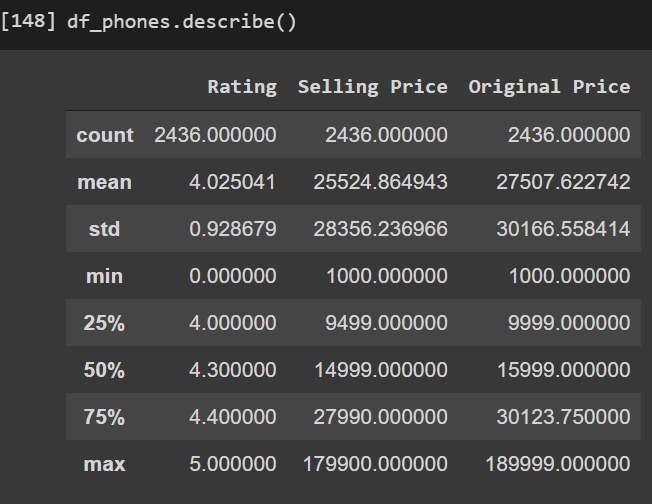 [148] df_phones.describe()
Rating Selling Price Original Price
count 2436.000000 2436.000000 2436.000000
mean 4.025041 25524.864943 27507.622742
std 0.928679 28356.236966 30166.558414
min 0.000000 1000.000000 1000.000000
25% 4.000000 9499.000000 9999.000000
50% 4.300000 14999.000000 15999.000000
75% 4.400000 27990.000000 30123.750000
max 5.000000 179900.000000 189999.000000